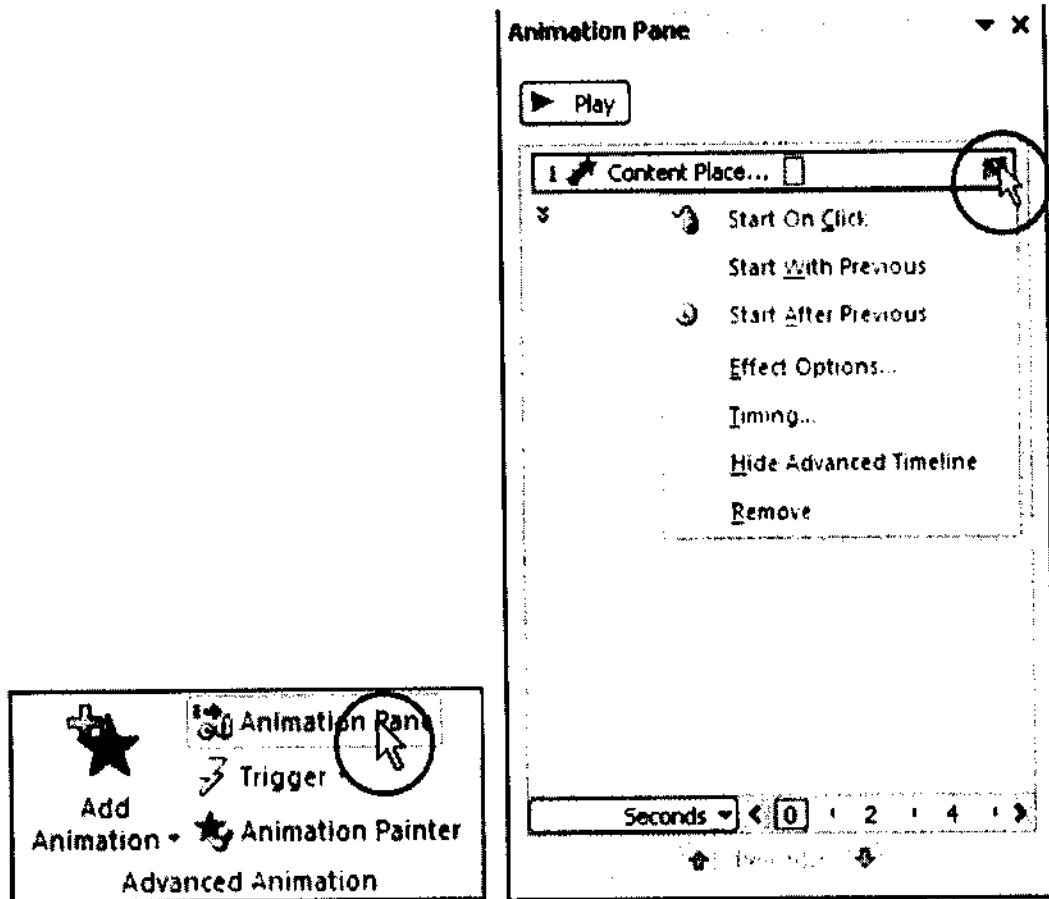 Animation Pane
Play
1 Content Place...
Start On Click
Start With Previous
Start After Previous
Effect Options...
Timing...
Hide Advanced Timeline
Remove
Seconds 0 2 4
Animation Pane
Trigger
Add
Animation
Animation Painter
Advanced Animation